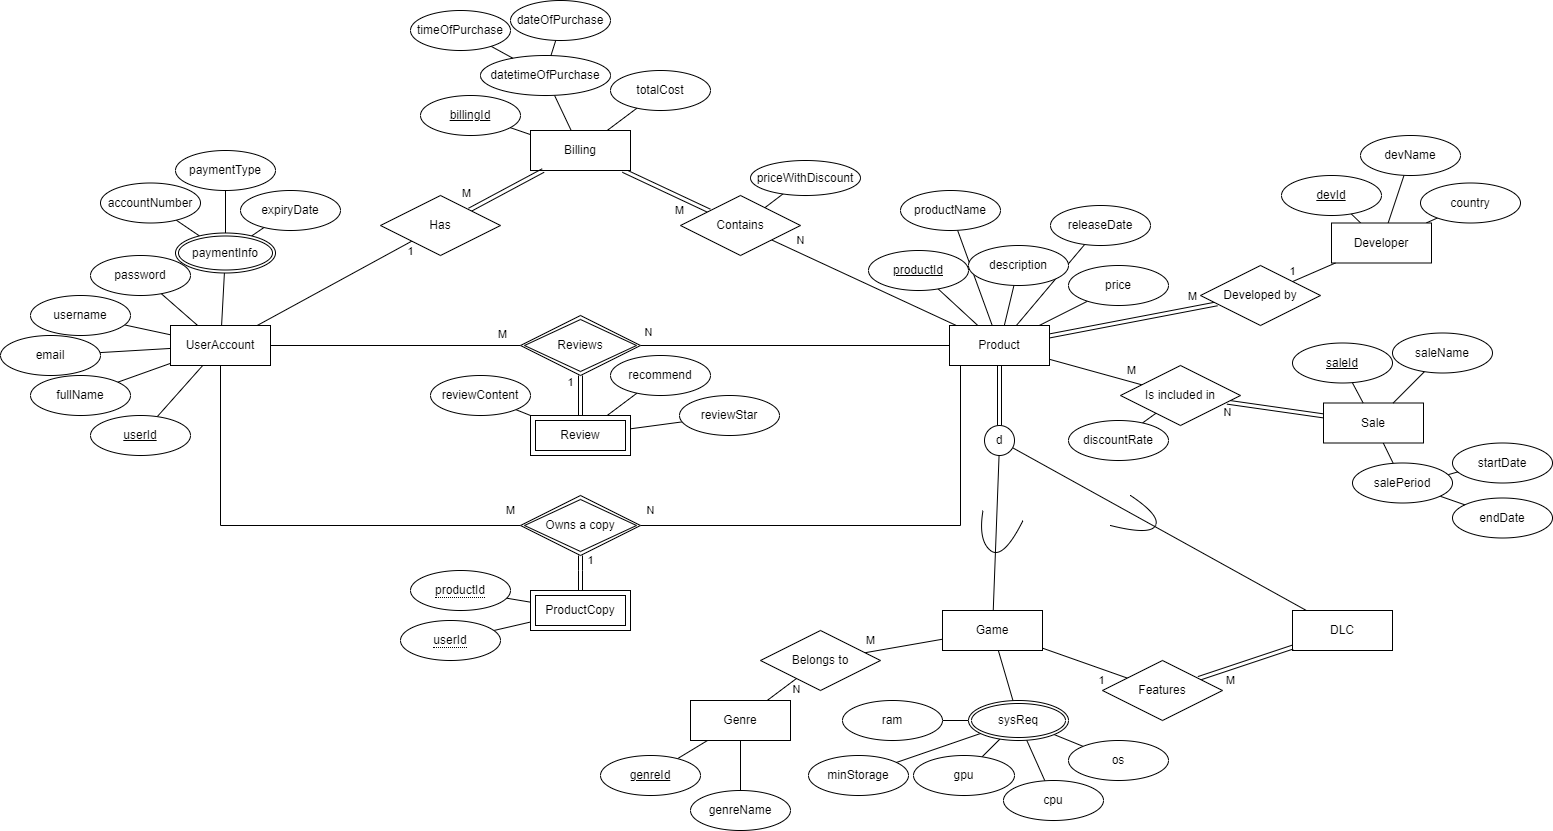 dateOfPurchase
timeOfPurchase
datetimeOfPurchase
totalCost
billingId
Billing
devName
paymentType
priceWithDiscount
M
devId
accountNumber
country
expiryDate
productName
M
Has
Contains
releaseDate
N
Developer
1
paymentInfo
password
productId
description
1
price
M
Developed by
username
M
Reviews
N
UserAccount
Product
email
saleId
saleName
M
1
recommend
fullName
reviewContent
Is included in
N
reviewStar
Sale
userId
Review
d
discountRate
startDate
salePeriod
M
N
endDate
Owns a copy
1
productId
ProductCopy
userId
Game
DLC
M
Belongs to
N
1
M
Features
Genre
ram
sysReq
os
genreId
minStorage
gpu
cpu
genreName